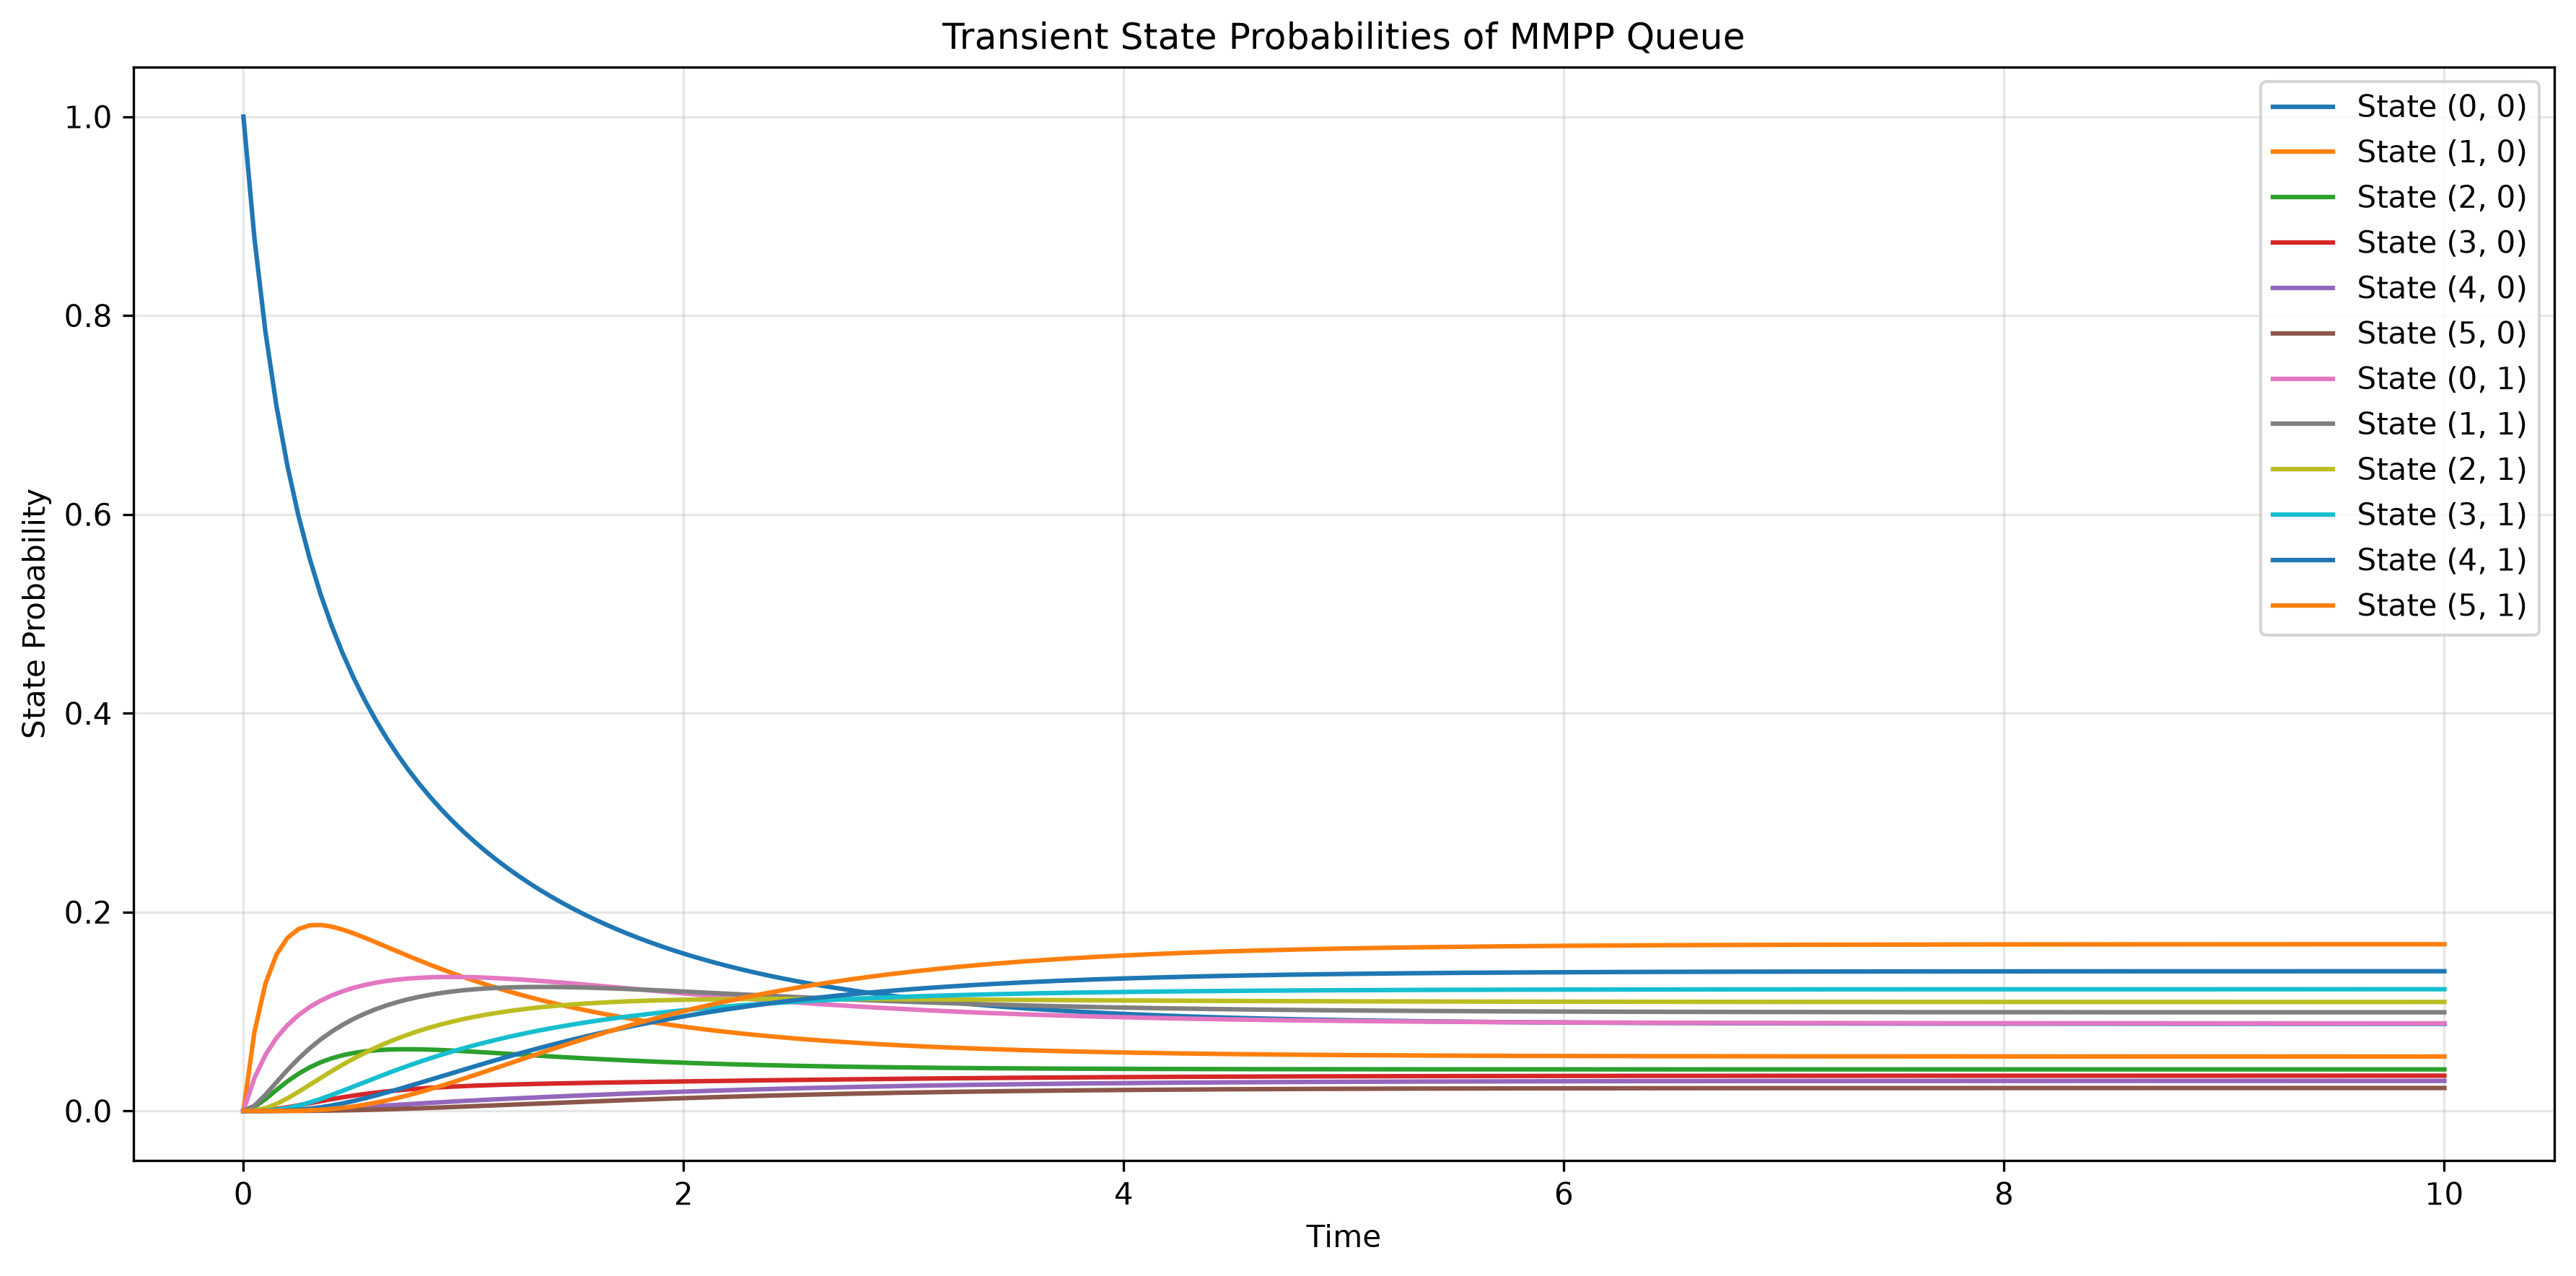 Transient State Probabilities of MMPP Queue
State Probability
1.0
0.8
0.6
0.4
0.2
0.0
State (0, 0)
State (1, 0)
State (2, 0)
State (3, 0)
State (4, 0)
State (5, 0)
State (0, 1)
State (1, 1)
State (2, 1)
State (3, 1)
State (4, 1)
State (5, 1)
0 2 4 6 8 10
Time